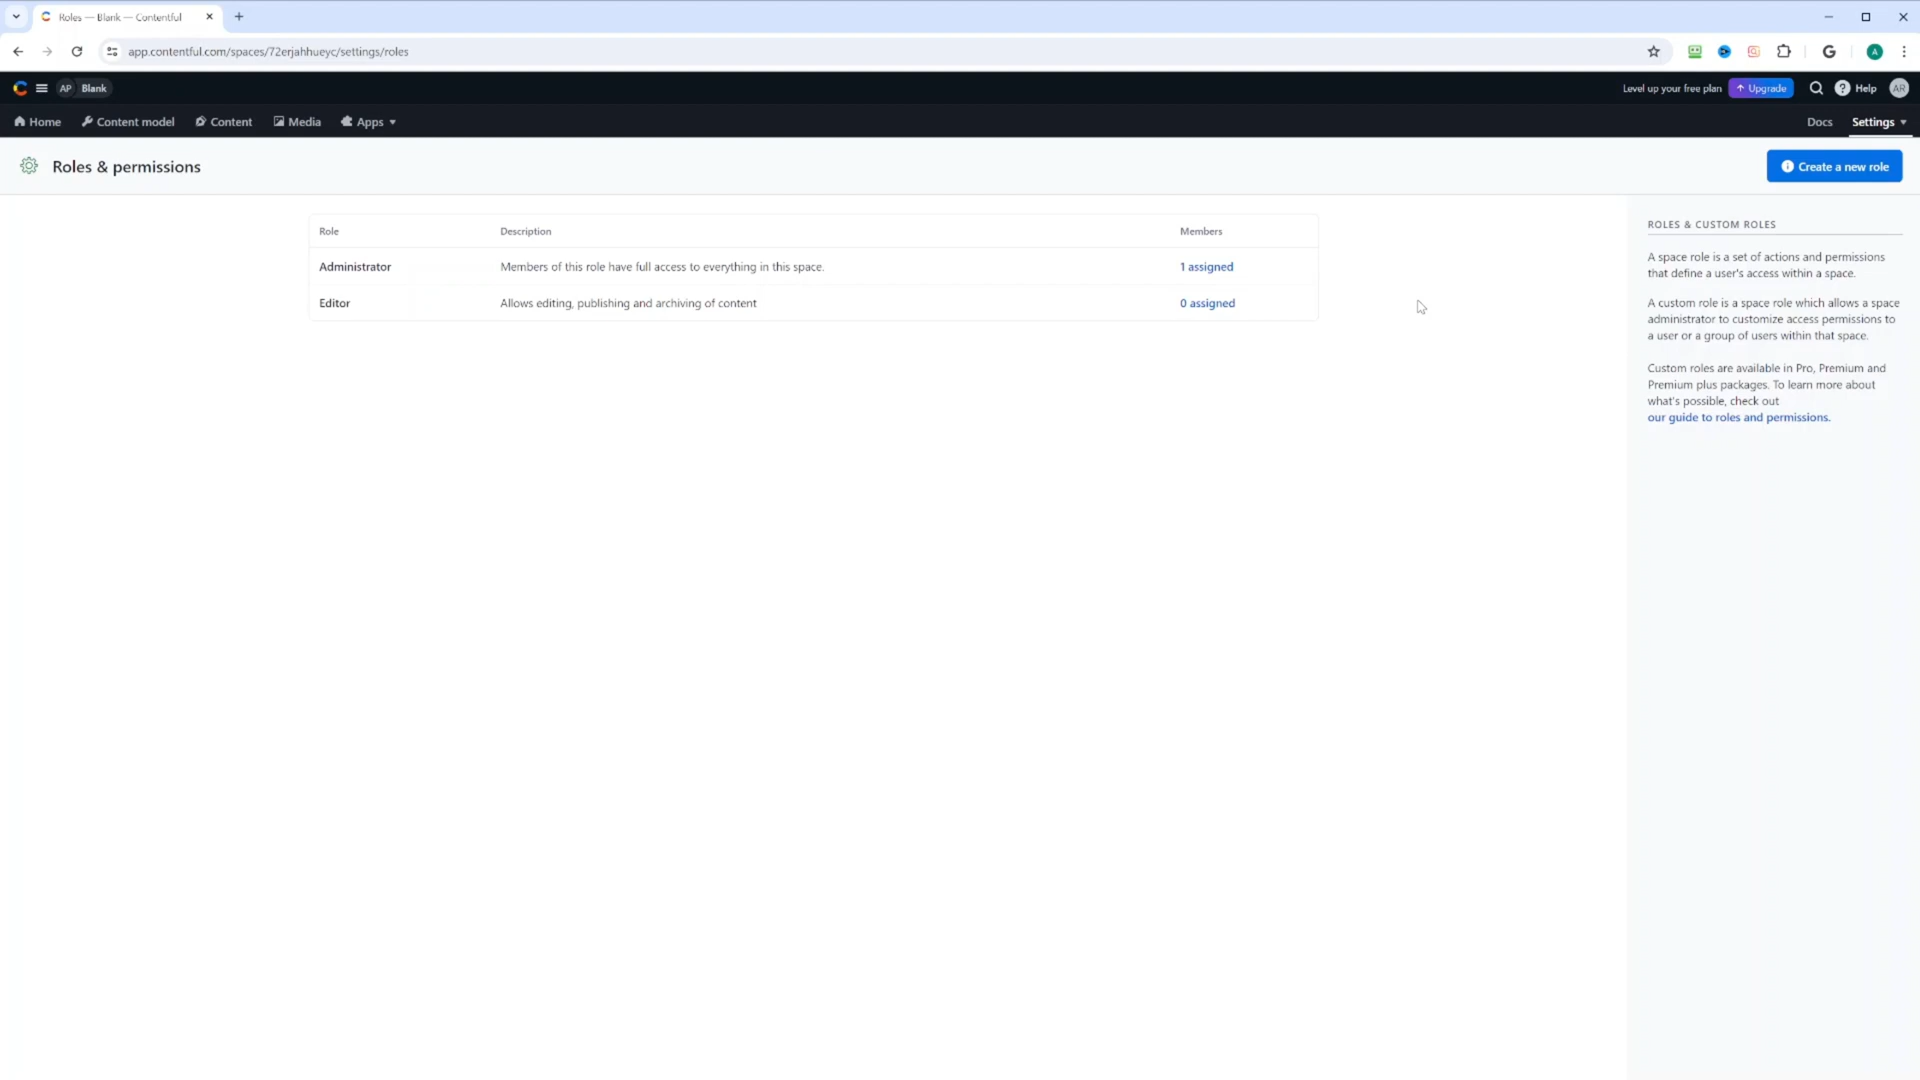 Roles — Blank — Contentful
app.contentful.com/spaces/72erjahhueyc/settings/roles
G
A
AP Blank
Level up your free plan Upgrade ? Help AR
Home Content model Content Media Apps Docs Settings
Roles & permissions
Create a new role
Role Description Members
Administrator Members of this role have full access to everything in this space. 1 assigned
Editor Allows editing, publishing and archiving of content 0 assigned
ROLES & CUSTOM ROLES
A space role is a set of actions and permissions
that define a user's access within a space.
A custom role is a space role which allows a space
administrator to customize access permissions to
a user or a group of users within that space.
Custom roles are available in Pro, Premium and
Premium plus packages. To learn more about
what's possible, check out
our guide to roles and permissions.